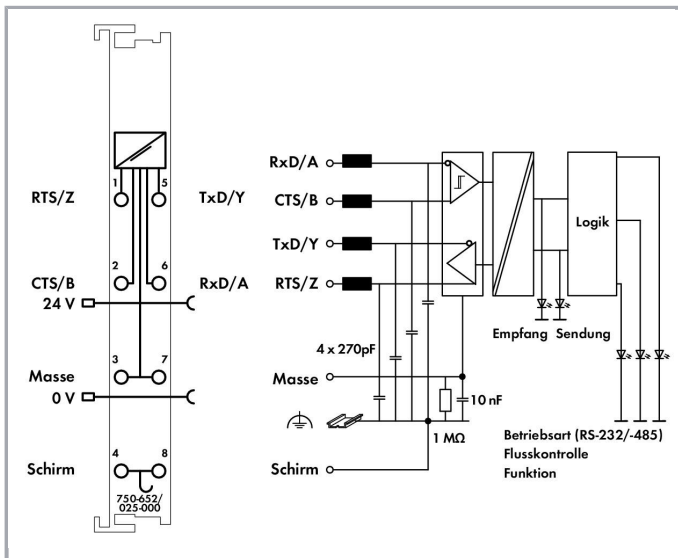 1
5
RTS/Z
TxD/Y
2
6
CTS/B
RxD/A
24 V
3
7
Masse
0 V
4
8
Schirm
750-652/
025-000
RxD/A
CTS/B
TxD/Y
RTS/Z
Logik
Empfang Sendung
4 x 270pF
Masse
10 nF
1 MΩ
Schirm
Betriebsart (RS-232/-485)
Flusskontrolle
Funktion